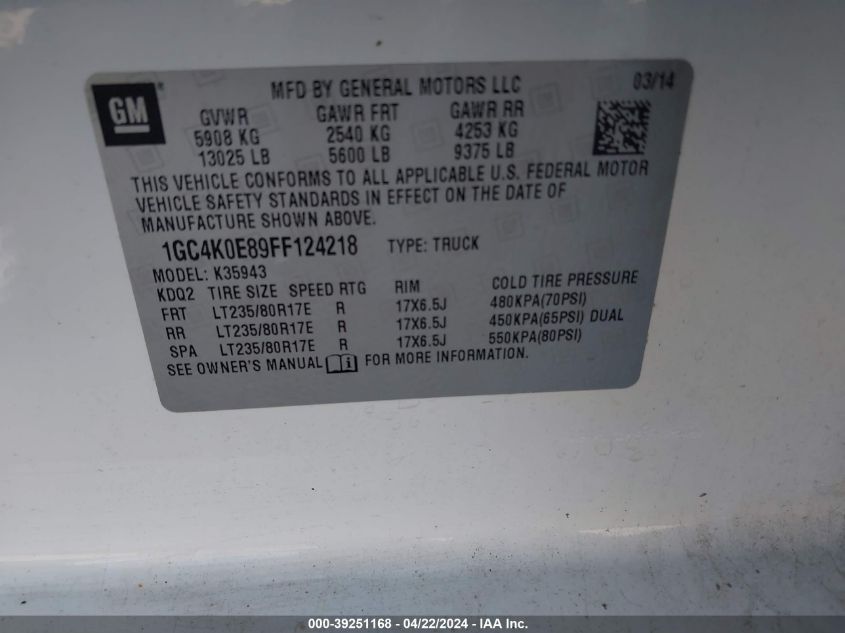 GM
MFD BY GENERAL MOTORS LLC 03/14
GVWR GAWR FRT GAWR RR
5908 KG 2540 KG 4253 KG
13025 LB 5600 LB 9375 LB
THIS VEHICLE CONFORMS TO ALL APPLICABLE U.S. FEDERAL MOTOR
VEHICLE SAFETY STANDARDS IN EFFECT ON THE DATE OF
MANUFACTURE SHOWN ABOVE.
1GC4K0E89FF124218 TYPE: TRUCK
MODEL: K35943
KDQ2 TIRE SIZE SPEED RTG RIM COLD TIRE PRESSURE
FRT LT235/80R17E R 17X6.5J 480KPA(70PSI)
RR LT235/80R17E R 17X6.5J 450KPA(65PSI) DUAL
SPA LT235/80R17E R 17X6.5J 550KPA(80PSI)
SEE OWNER'S MANUAL FOR MORE INFORMATION.
000-39251168 - 04/22/2024 - IAA Inc.